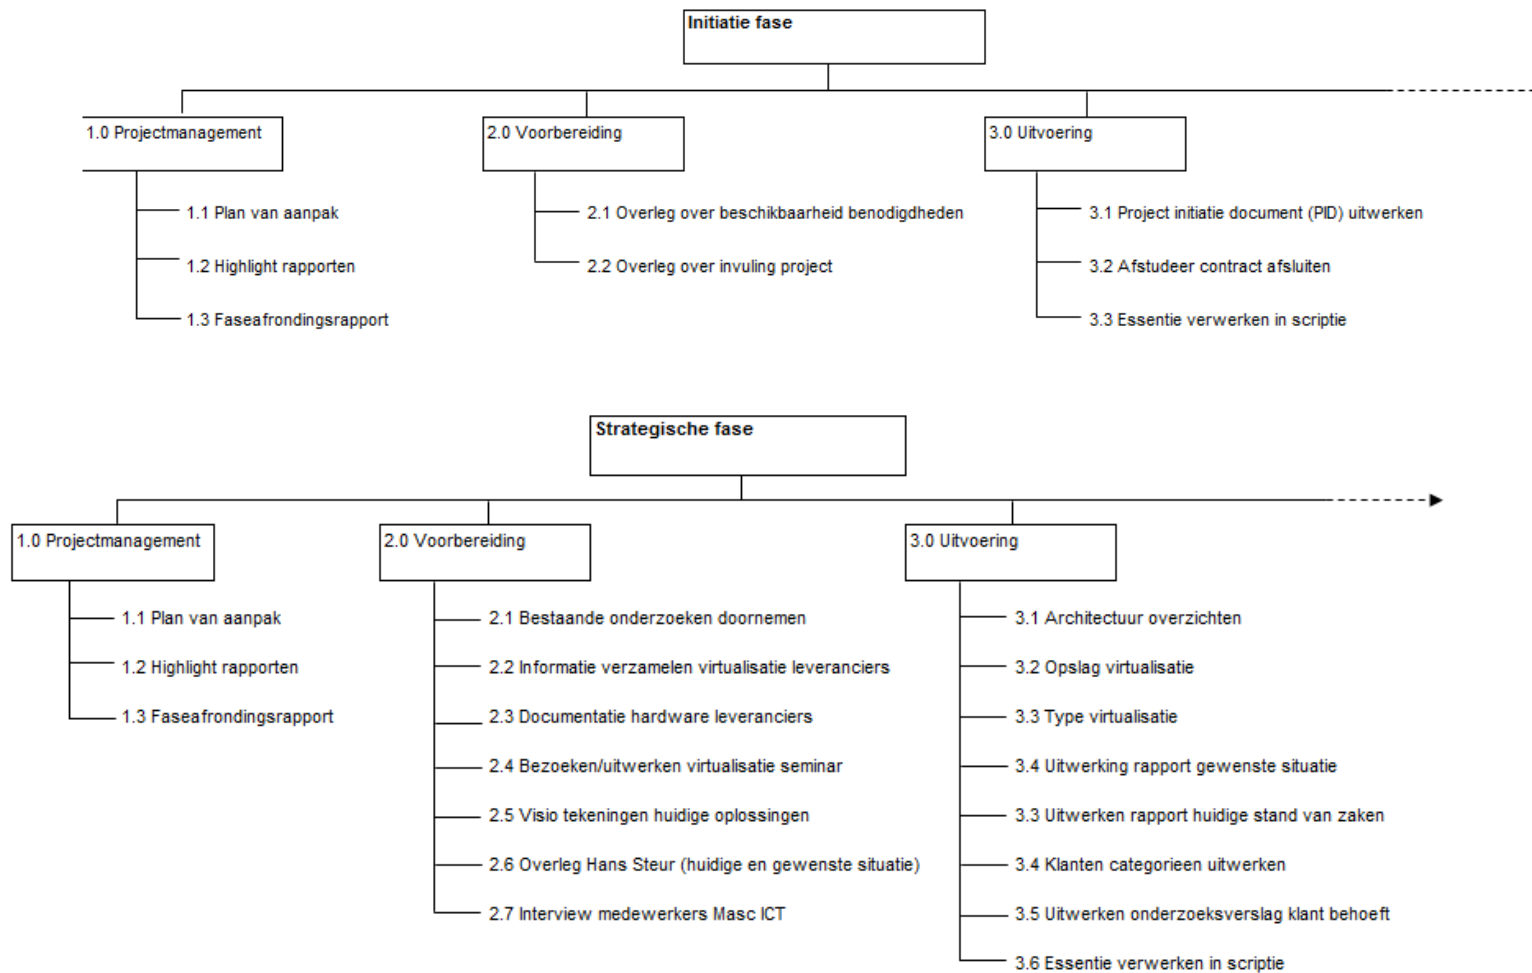 Initiatie fase
1.0 Projectmanagement
1.1 Plan van aanpak
1.2 Highlight rapporten
1.3 Faseafrondingsrapport
2.0 Voorbereiding
2.1 Overleg over beschikbaarheid benodigdheden
2.2 Overleg over invuling project
3.0 Uitvoering
3.1 Project initiatie document (PID) uitwerken
3.2 Afstudeer contract afsluiten
3.3 Essentie verwerken in scriptie
Strategische fase
1.0 Projectmanagement
1.1 Plan van aanpak
1.2 Highlight rapporten
1.3 Faseafrondingsrapport
2.0 Voorbereiding
2.1 Bestaande onderzoeken doornemen
2.2 Informatie verzamelen virtualisatie leveranciers
2.3 Documentatie hardware leveranciers
2.4 Bezoeken/uitwerken virtualisatie seminar
2.5 Visio tekeningen huidige oplossingen
2.6 Overleg Hans Steur (huidige en gewenste situatie)
2.7 Interview medewerkers Masc ICT
3.0 Uitvoering
3.1 Architectuur overzichten
3.2 Opslag virtualisatie
3.3 Type virtualisatie
3.4 Uitwerking rapport gewenste situatie
3.3 Uitwerken rapport huidige stand van zaken
3.4 Klanten categorieen uitwerken
3.5 Uitwerken onderzoeksverslag klant behoeft
3.6 Essentie verwerken in scriptie